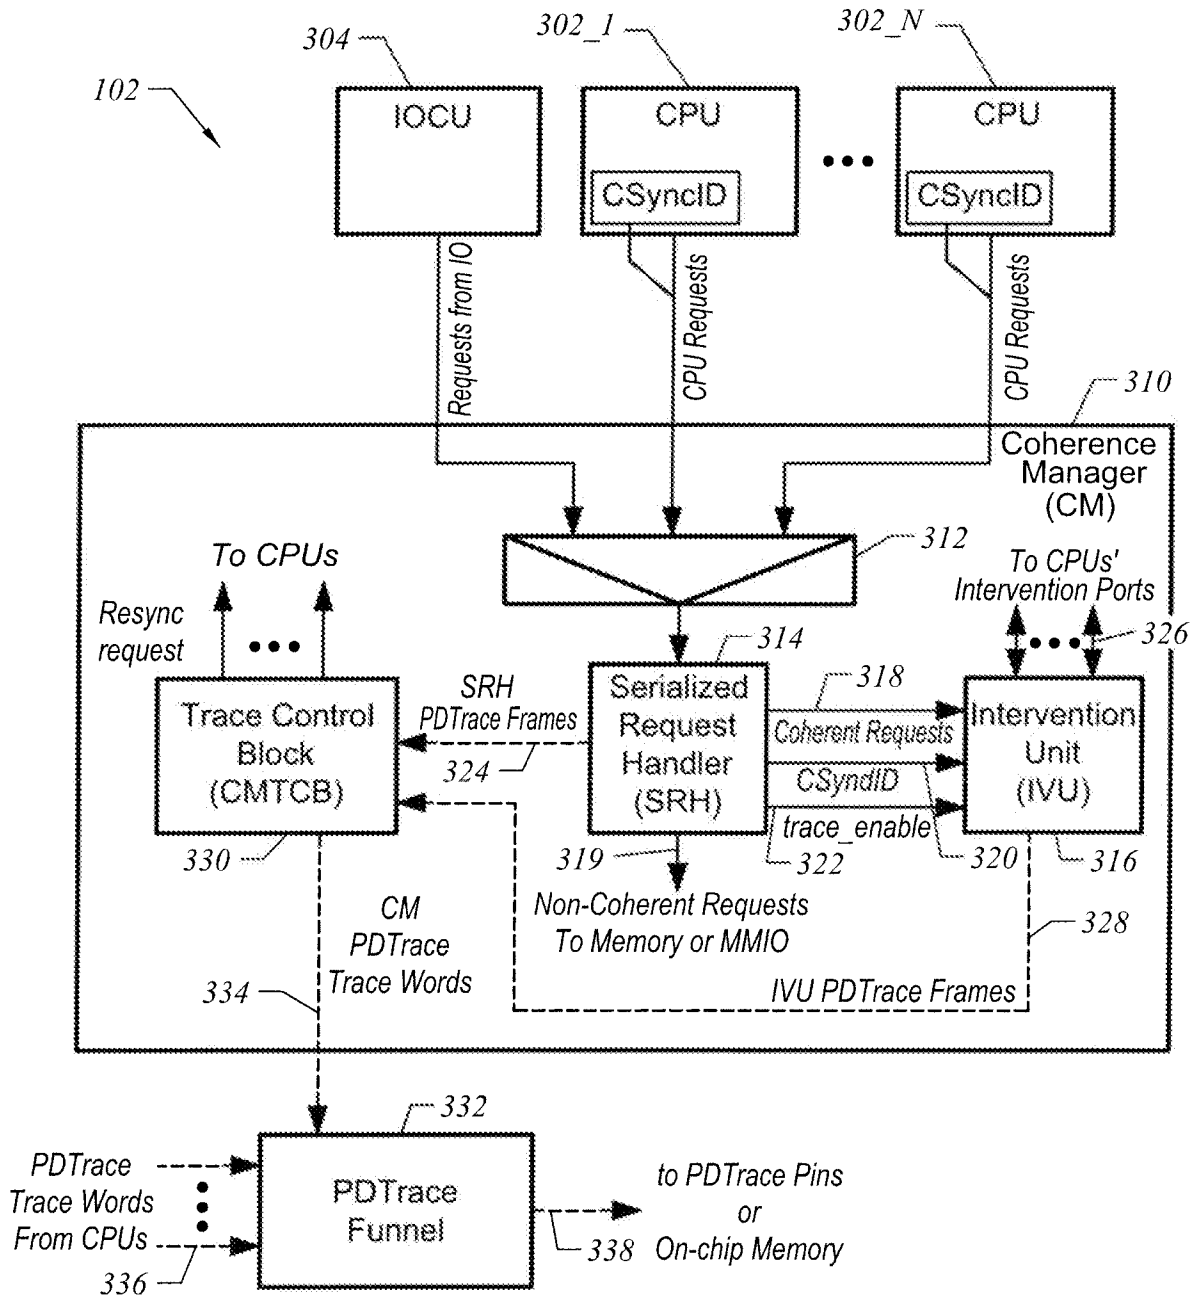 304
302_1
302_N
102
IOCU
CPU
CPU
CSyncID
CSyncID
Requests from IO
CPU Requests
CPU Requests
310
Coherence
Manager
(CM)
312
To CPUs
To CPUs'
Intervention Ports
Resync
request
326
314
318
SRH
PDTrace Frames
324
Trace Control
Block
(CMTCB)
Serialized
Request
Handler
(SRH)
Coherent Requests
CSyndID
trace_enable
Intervention
Unit
(IVU)
330
319
322
320
316
Non-Coherent Requests
To Memory or MMIO
328
CM
PDTrace
Trace Words
334
IVU PDTrace Frames
332
PDTrace
Trace Words
From CPUs
336
PDTrace
Funnel
338
to PDTrace Pins
or
On-chip Memory